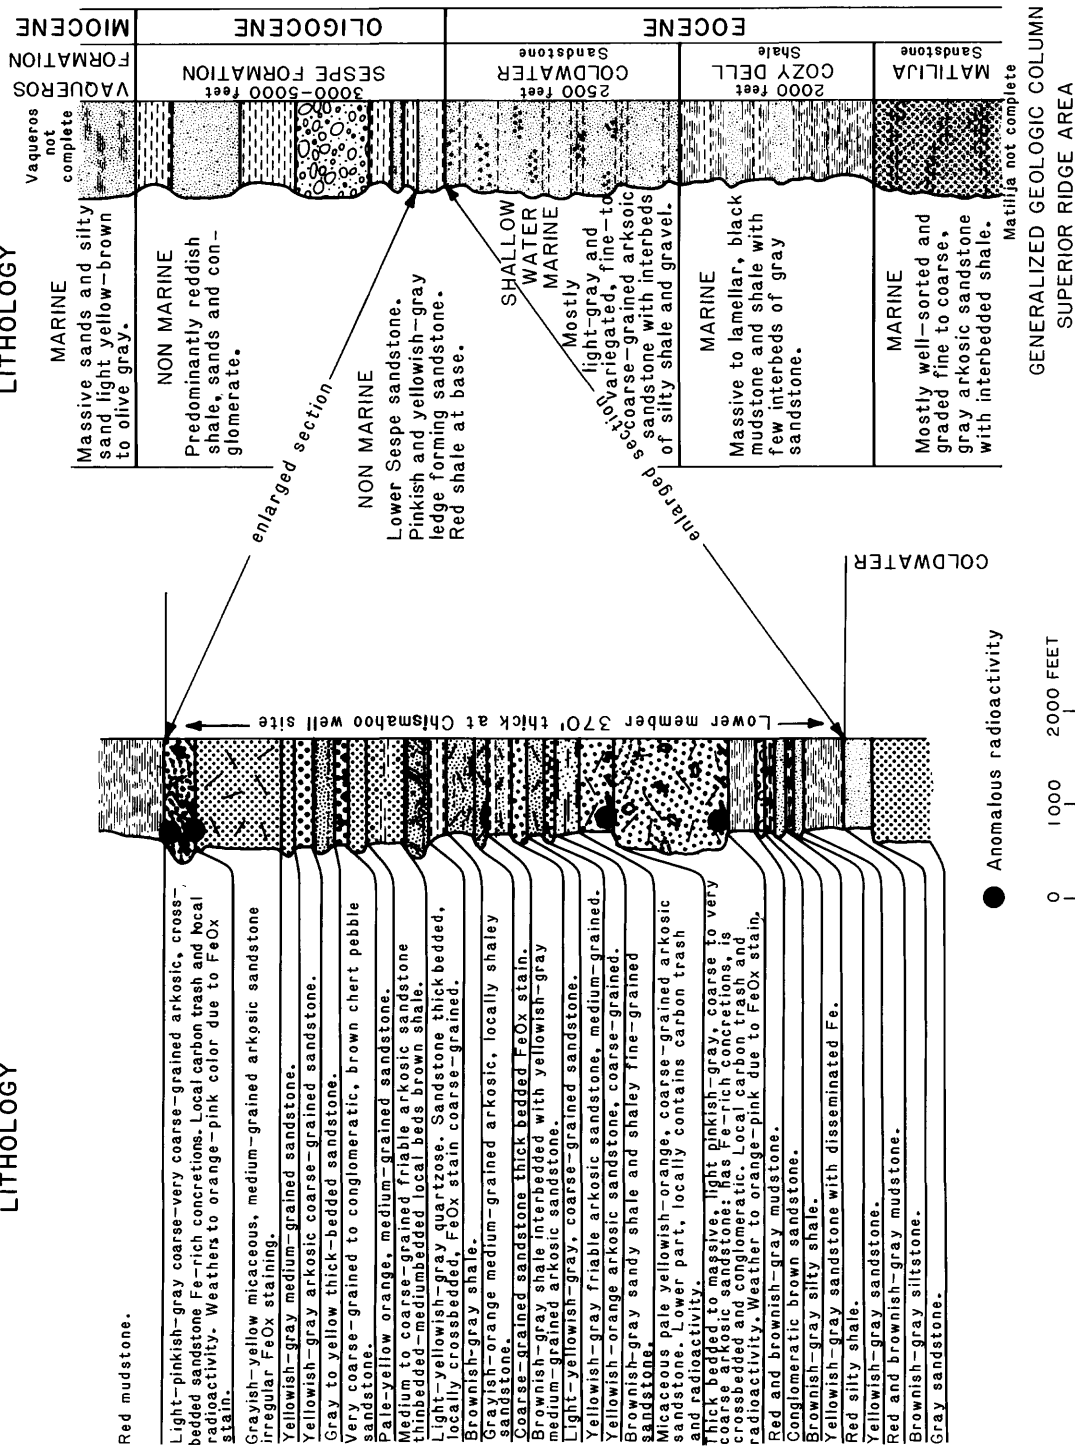 LITHOLOGY
Red mudstone.
Light-pinkish-gray coarse-very coarse-grained arkosic, cross-
bedded sandstone Fe-rich concretions. Local carbon trash and local
radioactivity. Weathers to orange-pink color due to FeOx
stain.
Grayish-yellow micaceous, medium-grained arkosic sandstone
irregular FeOx staining.
Yellowish-gray medium-grained sandstone.
Yellowish-gray arkosic coarse-grained sandstone.
Gray to yellow thick-bedded sandstone.
Very coarse-grained to conglomeratic, brown chert pebble
sandstone.
Pale-yellow orange, medium-grained sandstone.
Medium to coarse-grained friable arkosic sandstone
thinbedded-mediumbedded local beds brown shale.
Light-yellowish-gray quartzose. Sandstone thick bedded,
locally crossbedded, FeOx stain coarse-grained.
Brownish-gray shale.
Grayish-orange medium-grained arkosic, locally shaley
sandstone.
Coarse-grained sandstone thick bedded FeOx stain.
Brownish-gray shale interbedded with yellowish-gray
medium-grained arkosic sandstone.
Light-yellowish-gray, coarse-grained sandstone.
Yellowish-gray friable arkosic sandstone, medium-grained.
Yellowish-orange arkosic sandstone, coarse-grained.
Brownish-gray sandy shale and shaley fine-grained
sandstone.
Micaceous pale yellowish-orange, coarse-grained arkosic
sandstone. Lower part, locally contains carbon trash
and radioactivity.
Thick bedded to massive, light pinkish-gray, coarse to very
coarse arkosic sandstone; has Fe-rich concretions, is
crossbedded and conglomeratic. Local carbon trash and
radioactivity. Weather to orange-pink due to FeOx stain.
Red and brownish-gray mudstone.
Conglomeratic brown sandstone.
Brownish-gray silty shale.
Yellowish-gray sandstone with disseminated Fe.
Red silty shale.
Yellowish-gray sandstone.
Red and brownish-gray mudstone.
Brownish-gray siltstone.
Gray sandstone.
Lower member 370' thick at Chismahoo well site
COLDWATER
Anomalous radioactivity
0 1000 2000 FEET
enlarged section
enlarged section
LITHOLOGY
MARINE
Massive sands and silty
sand light yellow-brown
to olive gray.
NON MARINE
Predominantly reddish
shale, sands and con-
glomerate.
NON MARINE
Lower Sespe sandstone.
Pinkish and yellowish-gray
ledge forming sandstone.
Red shale at base.
SHALLOW
WATER
MARINE
Mostly
light-gray and
variegated, fine-to
coarse-grained arksoic
sandstone with interbeds
of silty shale and gravel.
MARINE
Massive to lamellar, black
mudstone and shale with
few interbeds of gray
sandstone.
MARINE
Mostly well-sorted and
graded fine to coarse,
gray arkosic sandstone
with interbedded shale.
Vaqueros
not
complete
Matilija not complete
VAQUEROS
FORMATION
MIOCENE
3000-5000 feet
SESPE FORMATION
OLIGOCENE
2500 feet
COLDWATER
Sandstone
2000 feet
COZY DELL
Shale
MATILIJA
Sandstone
EOCENE
GENERALIZED GEOLOGIC COLUMN
SUPERIOR RIDGE AREA